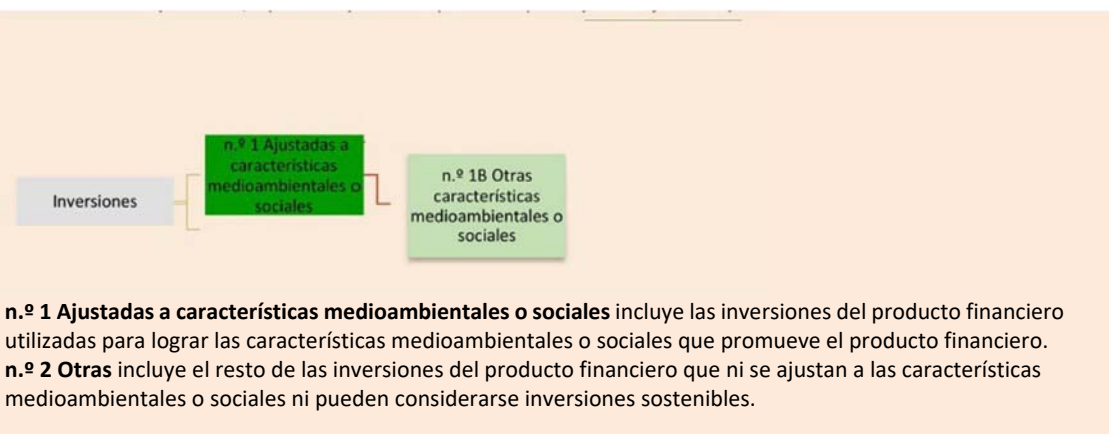 n.º 1 Ajustadas a
características
medioambientales o
sociales
Inversiones
n.º 1B Otras
características
medioambientales o
sociales
n.º 1 Ajustadas a características medioambientales o sociales incluye las inversiones del producto financiero
utilizadas para lograr las características medioambientales o sociales que promueve el producto financiero.
n.º 2 Otras incluye el resto de las inversiones del producto financiero que ni se ajustan a las características
medioambientales o sociales ni pueden considerarse inversiones sostenibles.